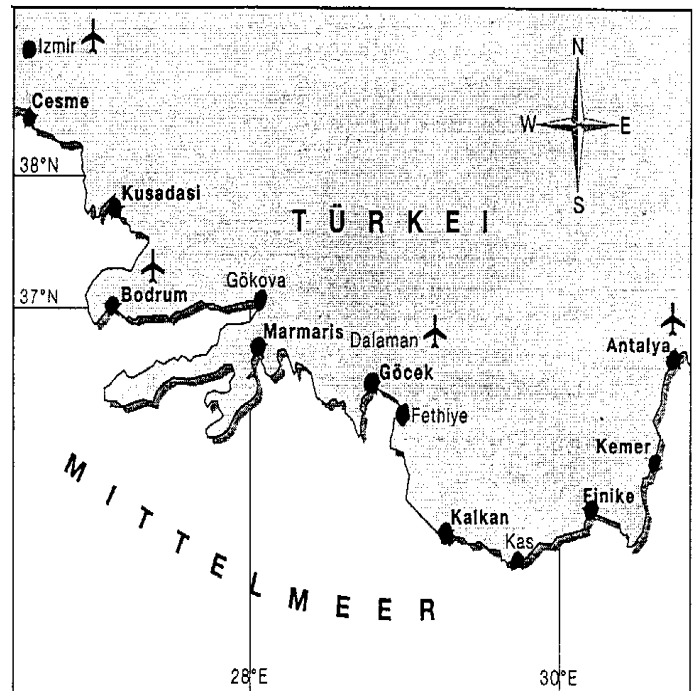 Izmir
N
Cesme
W E
38°N
Kusadasi
S
TÜRKEI
Gökova
37°N
Bodrum
Marmaris
Dalaman
Antalya
Göcek
Fethiye
Kemer
MITTELMEER
Finike
Kalkan
Kas
28°E
30°E